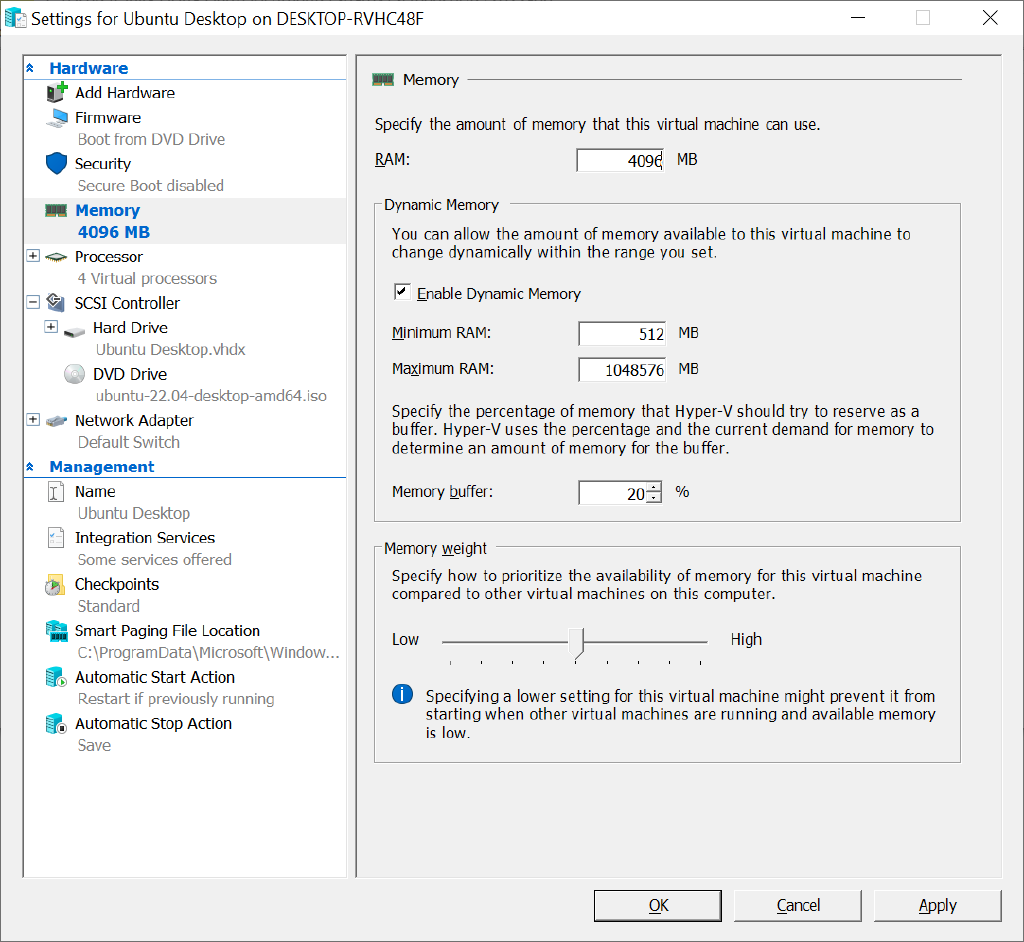 Settings for Ubuntu Desktop on DESKTOP-RVHC48F
Hardware
Add Hardware
Firmware
Boot from DVD Drive
Security
Secure Boot disabled
Memory
4096 MB
Processor
4 Virtual processors
SCSI Controller
Hard Drive
Ubuntu Desktop.vhdx
DVD Drive
ubuntu-22.04-desktop-amd64.iso
Network Adapter
Default Switch
Management
Name
Ubuntu Desktop
Integration Services
Some services offered
Checkpoints
Standard
Smart Paging File Location
C:\ProgramData\Microsoft\Window...
Automatic Start Action
Restart if previously running
Automatic Stop Action
Save
Memory
Specify the amount of memory that this virtual machine can use.
RAM: 4096 MB
Dynamic Memory
You can allow the amount of memory available to this virtual machine to
change dynamically within the range you set.
Enable Dynamic Memory
Minimum RAM: 512 MB
Maximum RAM: 1048576 MB
Specify the percentage of memory that Hyper-V should try to reserve as a
buffer. Hyper-V uses the percentage and the current demand for memory to
determine an amount of memory for the buffer.
Memory buffer: 20 %
Memory weight
Specify how to prioritize the availability of memory for this virtual machine
compared to other virtual machines on this computer.
Low High
Specifying a lower setting for this virtual machine might prevent it from
starting when other virtual machines are running and available memory
is low.
OK Cancel Apply